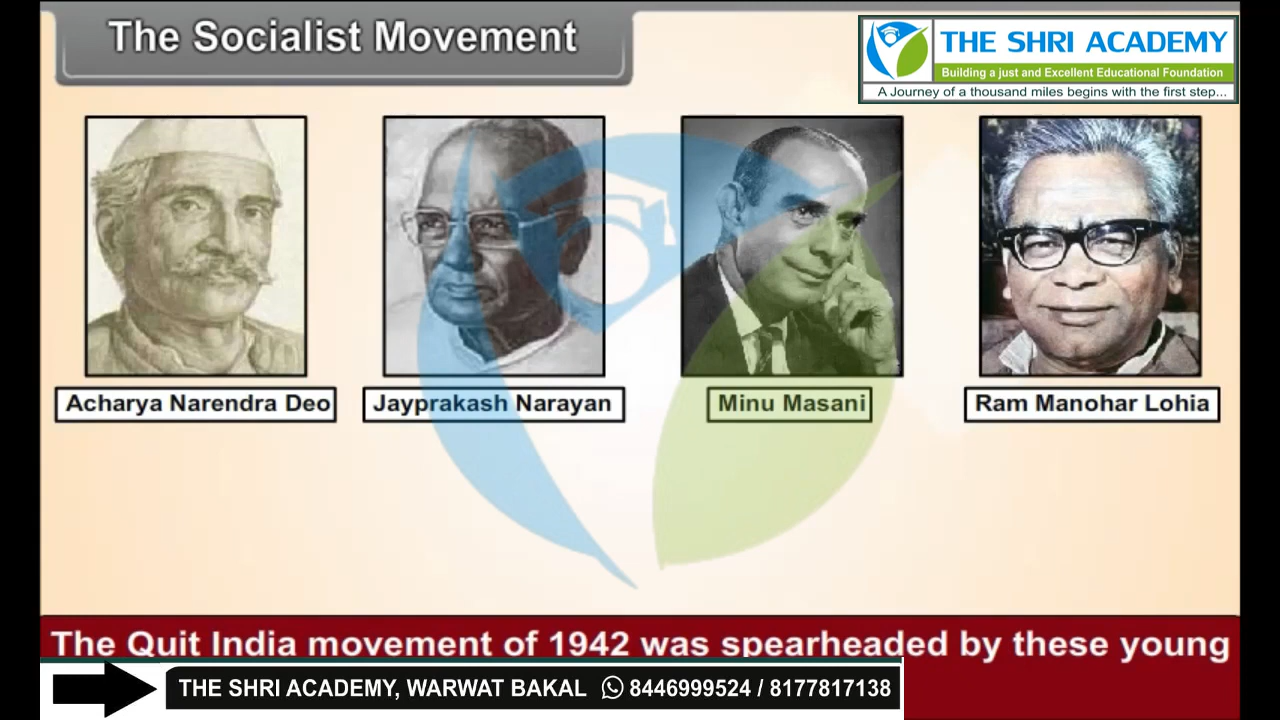 The Socialist Movement
THE SHRI ACADEMY
Building a just and Excellent Educational Foundation
A Journey of a thousand miles begins with the first step...
Acharya Narendra Deo
Jayprakash Narayan
Minu Masani
Ram Manohar Lohia
The Quit India movement of 1942 was spearheaded by these young
THE SHRI ACADEMY, WARWAT BAKAL 8446999524 / 8177817138